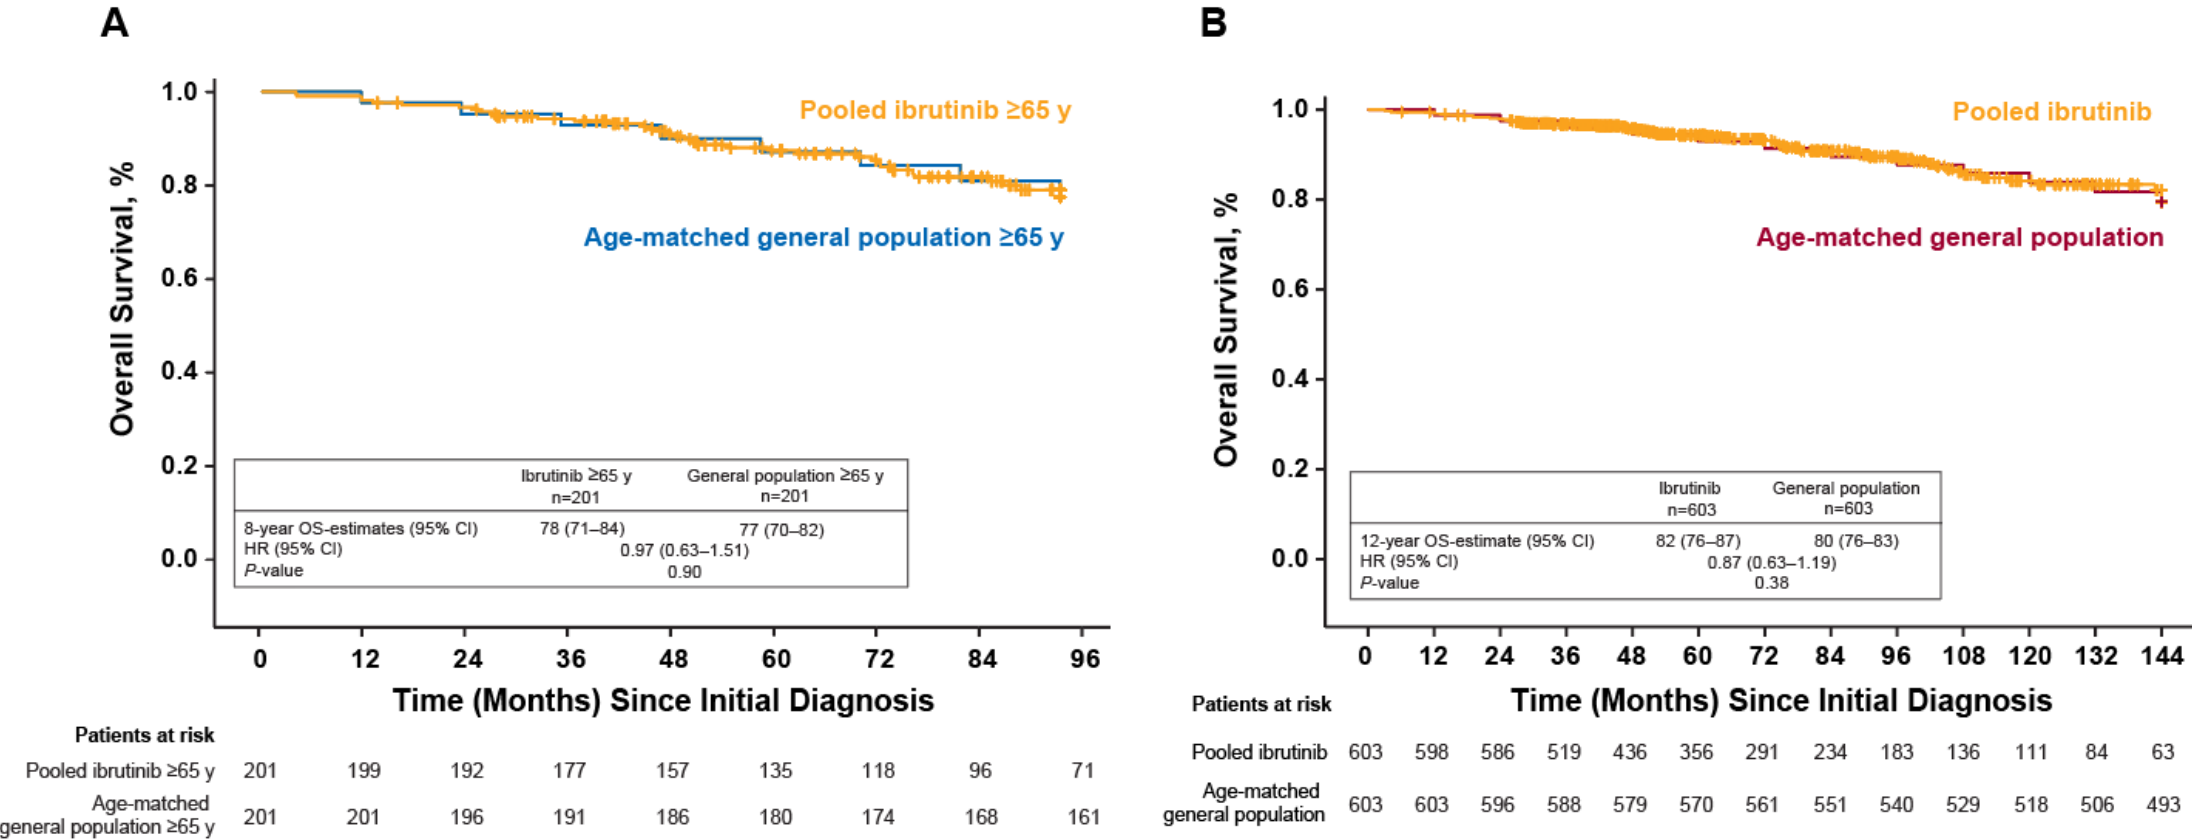 A
Overall Survival, %
1.0
0.8
0.6
0.4
0.2
0.0
Pooled ibrutinib ≥65 y
Age-matched general population ≥65 y
Ibrutinib ≥65 y General population ≥65 y
n=201 n=201
8-year OS-estimates (95% CI) 78 (71–84) 77 (70–82)
HR (95% CI) 0.97 (0.63–1.51)
P-value 0.90
0 12 24 36 48 60 72 84 96
Time (Months) Since Initial Diagnosis
Patients at risk
Pooled ibrutinib ≥65 y 201 199 192 177 157 135 118 96 71
Age-matched
general population ≥65 y 201 201 196 191 186 180 174 168 161
B
Overall Survival, %
1.0
0.8
0.6
0.4
0.2
0.0
Pooled ibrutinib
Age-matched general population
Ibrutinib General population
n=603 n=603
12-year OS-estimate (95% CI) 82 (76–87) 80 (76–83)
HR (95% CI) 0.87 (0.63–1.19)
P-value 0.38
0 12 24 36 48 60 72 84 96 108 120 132 144
Time (Months) Since Initial Diagnosis
Patients at risk
Pooled ibrutinib 603 598 586 519 436 356 291 234 183 136 111 84 63
Age-matched
general population 603 603 596 588 579 570 561 551 540 529 518 506 493